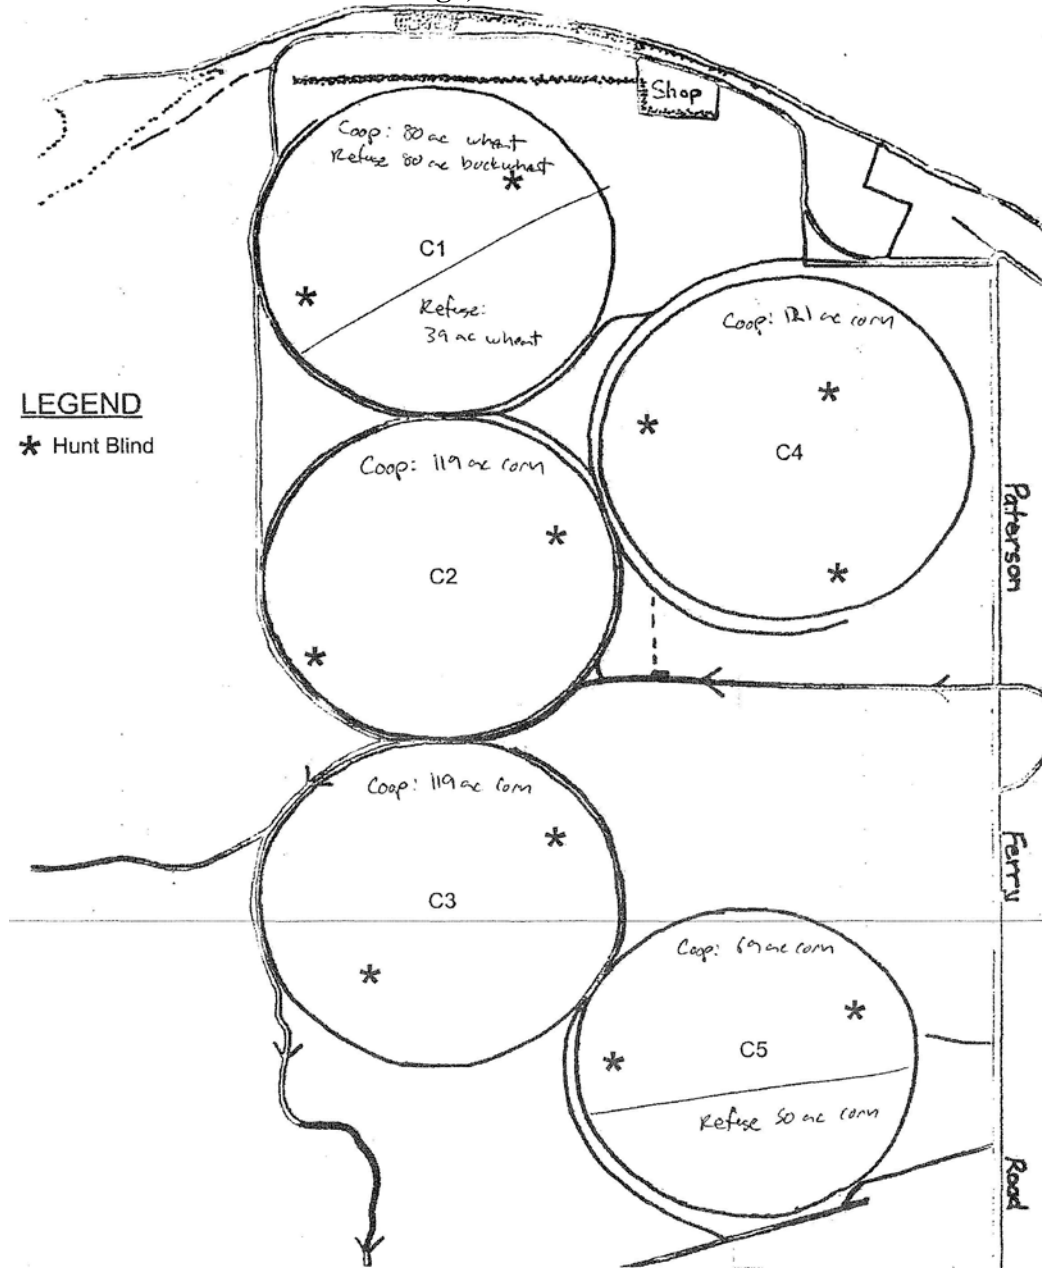 Shop
Coop: 80 ac wheat
Refuse 80 ac buckwheat
C1
Refuse:
39 ac wheat
Coop: 121 ac corn
C4
LEGEND
* Hunt Blind
Coop: 119 ac corn
C2
Paterson
Coop: 119 ac corn
C3
Ferry
Coop: 69 ac corn
C5
Refuse 50 ac corn
Road